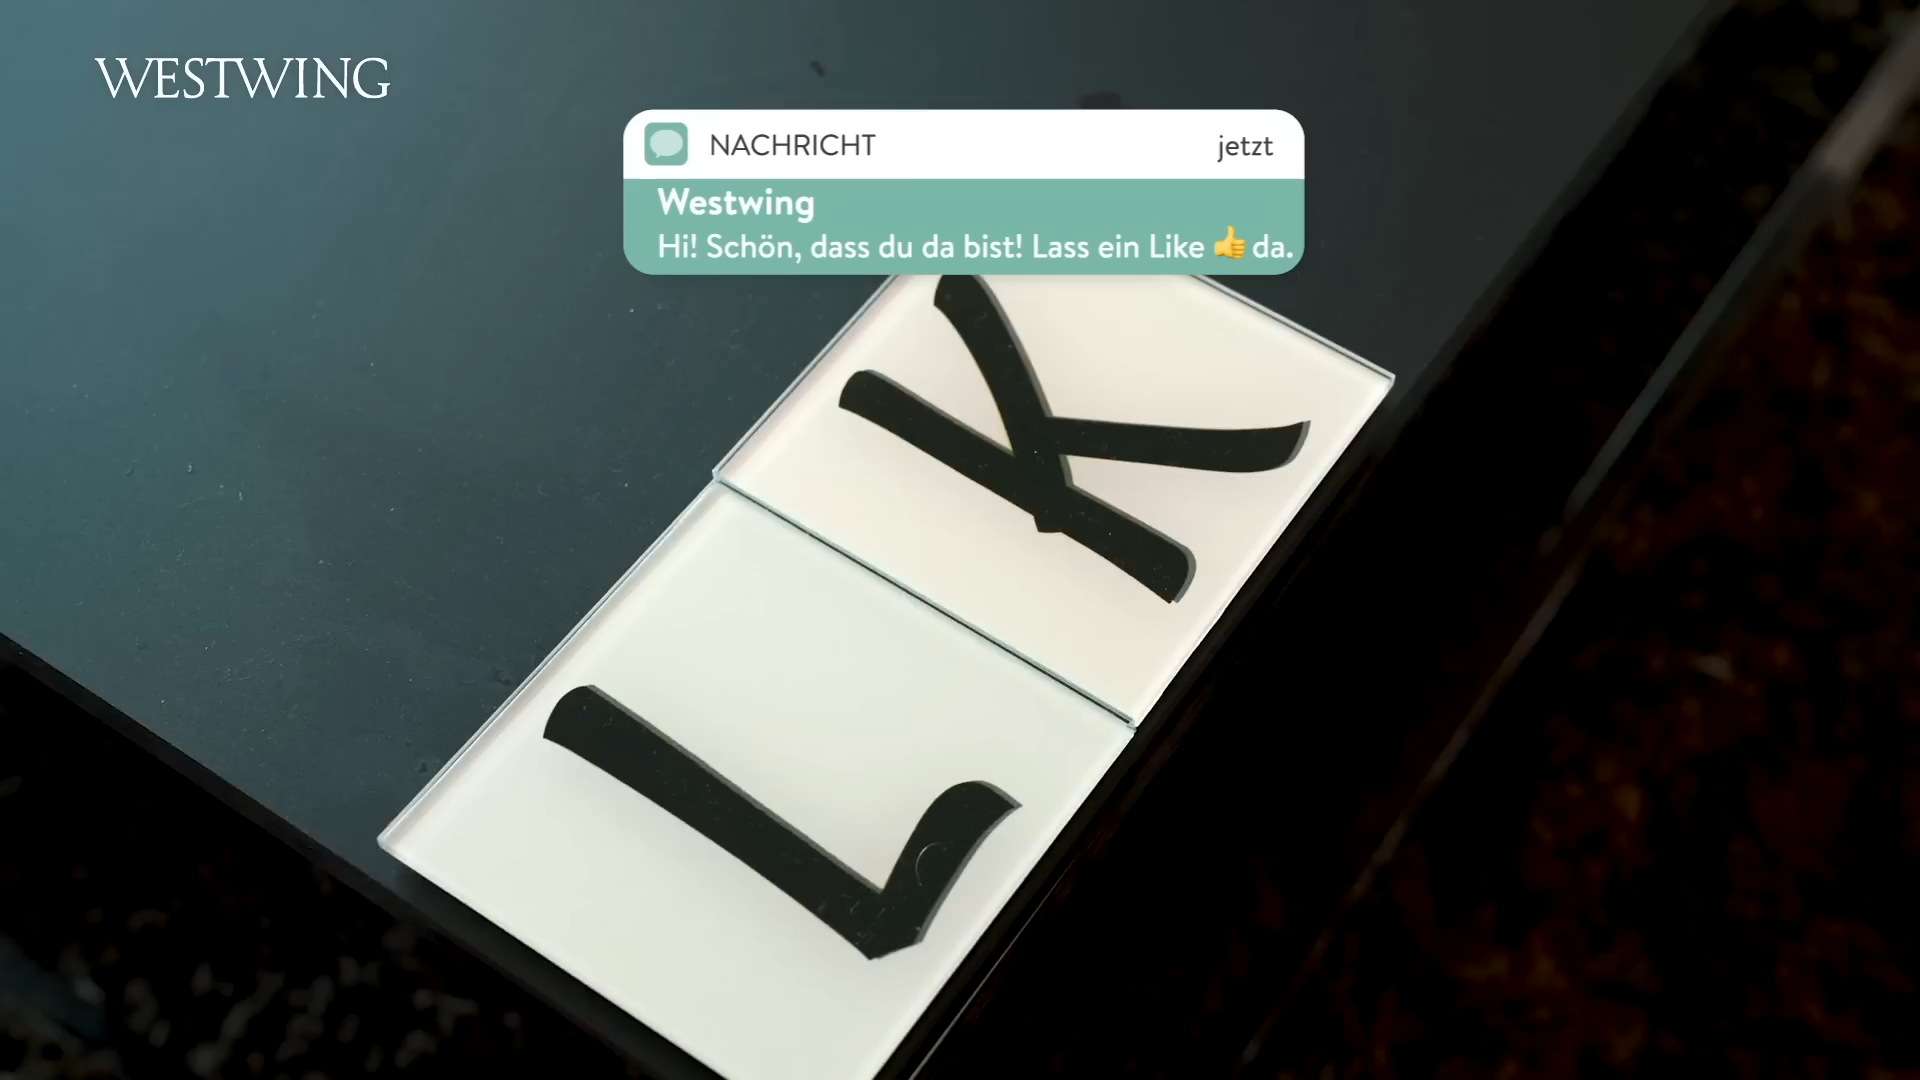 WESTWING
NACHRICHT jetzt
Westwing
Hi! Schön, dass du da bist! Lass ein Like 👍 da.
K
L